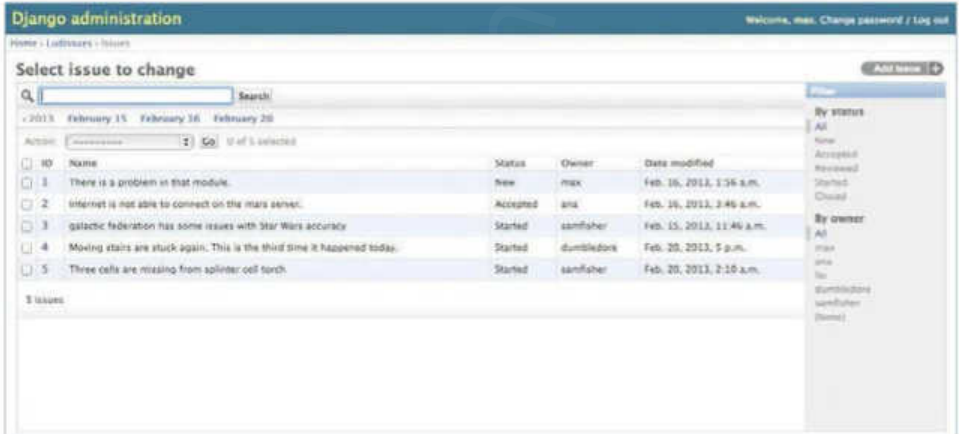 Django administration
Welcome, max. Change password / Log out
Home › Ludissues › Issues
Select issue to change
Add issue +
Search
‹ 2013 February 15 February 16 February 20
Action: --------- Go 0 of 5 selected
ID Name Status Owner Date modified
1 There is a problem in that module. New max Feb. 16, 2013, 1:56 a.m.
2 Internet is not able to connect on the mars server. Accepted ana Feb. 16, 2013, 3:46 a.m.
3 galactic federation has some issues with Star Wars accuracy Started samfisher Feb. 15, 2013, 11:46 a.m.
4 Moving stairs are stuck again. This is the third time it happened today. Started dumbledore Feb. 20, 2013, 5 p.m.
5 Three cells are missing from splinter cell torch Started samfisher Feb. 20, 2013, 2:10 a.m.
5 issues
Filter
By status
All
New
Accepted
Reviewed
Started
Closed
By owner
All
max
ana
dumbledore
samfisher
(None)